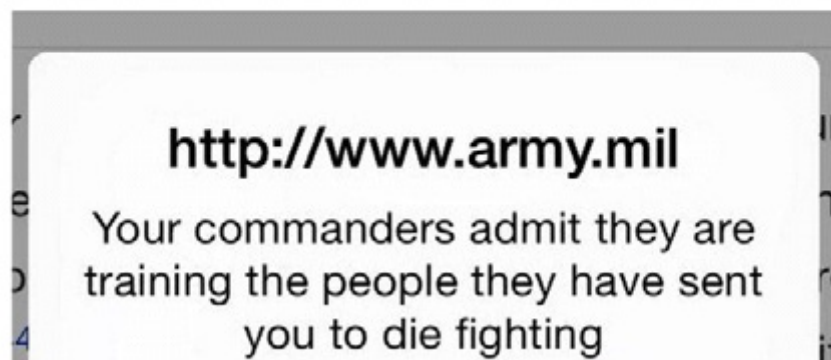 http://www.army.mil
Your commanders admit they are
training the people they have sent
you to die fighting